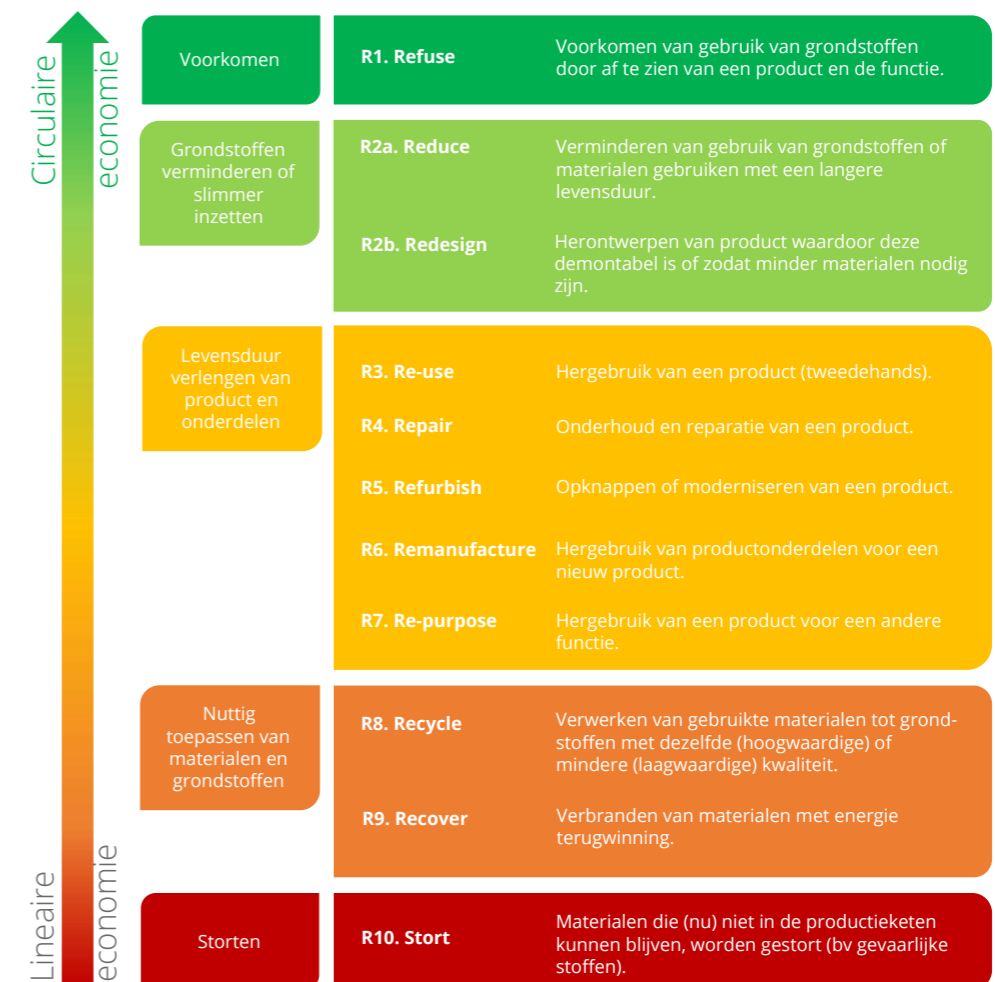 Circulaire
economie
Voorkomen
R1. Refuse
Voorkomen van gebruik van grondstoffen
door af te zien van een product en de functie.
Grondstoffen
verminderen of
slimmer
inzetten
R2a. Reduce
Verminderen van gebruik van grondstoffen of
materialen gebruiken met een langere
levensduur.
R2b. Redesign
Herontwerpen van product waardoor deze
demontabel is of zodat minder materialen nodig
zijn.
Levensduur
verlengen van
product en
onderdelen
R3. Re-use
Hergebruik van een product (tweedehands).
R4. Repair
Onderhoud en reparatie van een product.
R5. Refurbish
Opknappen of moderniseren van een product.
R6. Remanufacture
Hergebruik van productonderdelen voor een
nieuw product.
R7. Re-purpose
Hergebruik van een product voor een andere
functie.
Nuttig
toepassen van
materialen en
grondstoffen
R8. Recycle
Verwerken van gebruikte materialen tot grond-
stoffen met dezelfde (hoogwaardige) of
mindere (laagwaardige) kwaliteit.
R9. Recover
Verbranden van materialen met energie
terugwinning.
Lineaire
economie
Storten
R10. Stort
Materialen die (nu) niet in de productieketen
kunnen blijven, worden gestort (bv gevaarlijke
stoffen).